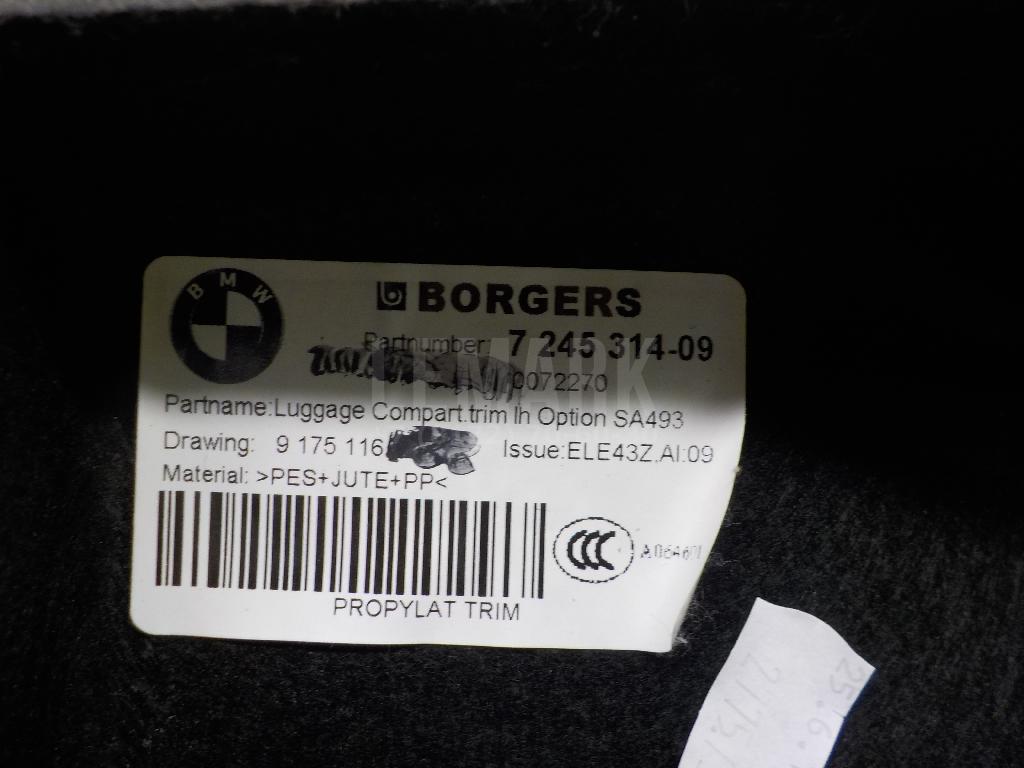 BMW
BORGERS
Partnumber: 7 245 314-09
0072270
Partname:Luggage Compart.trim lh Option SA493
Drawing: 9 175 116
Issue:ELE43Z,AI:09
Material: >PES+JUTE+PP<
CCC
PROPYLAT TRIM